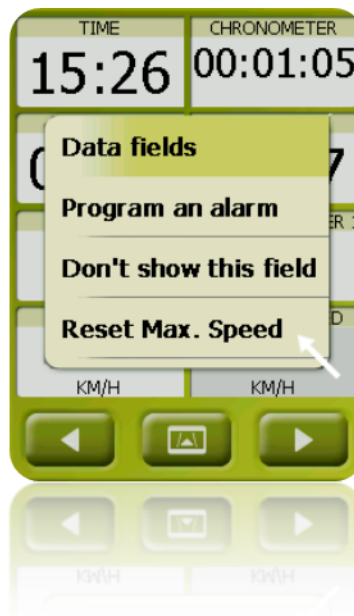 TIME
CHRONOMETER
15:26
00:01:05
Data fields
Program an alarm
Don't show this field
Reset Max. Speed
KM/H
KM/H